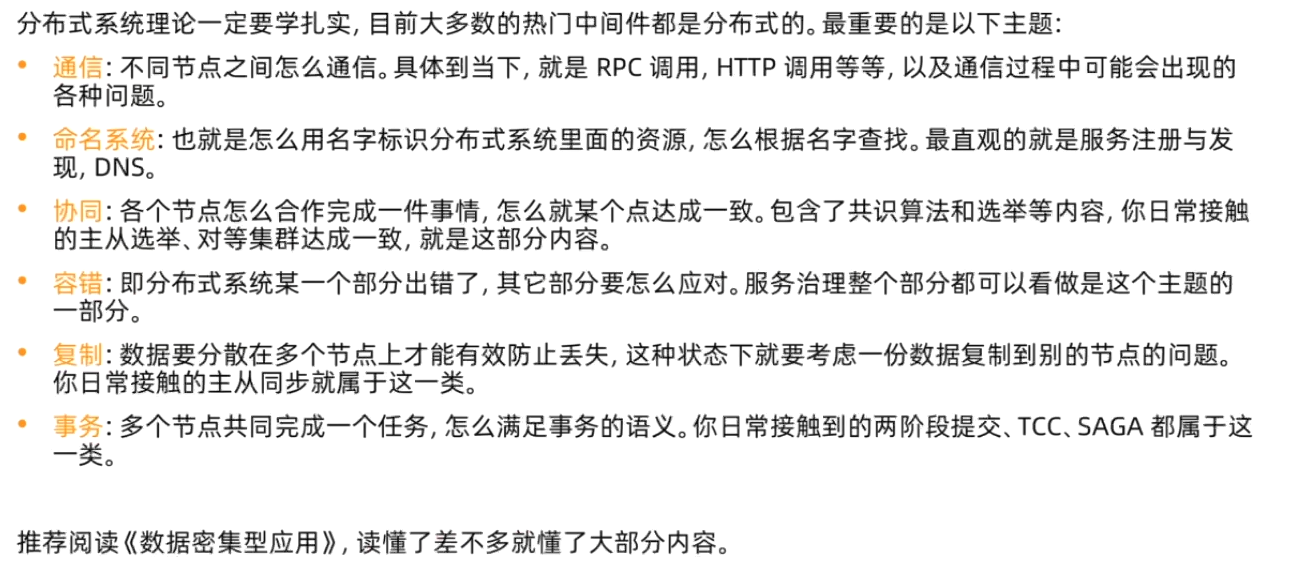 分布式系统理论一定要学扎实, 目前大多数的热门中间件都是分布式的。最重要的是以下主题:
• 通信: 不同节点之间怎么通信。具体到当下, 就是 RPC 调用, HTTP 调用等等, 以及通信过程中可能会出现的
各种问题。
• 命名系统: 也就是怎么用名字标识分布式系统里面的资源, 怎么根据名字查找。最直观的就是服务注册与发
现, DNS。
• 协同: 各个节点怎么合作完成一件事情, 怎么就某个点达成一致。包含了共识算法和选举等内容, 你日常接触
的主从选举、对等集群达成一致, 就是这部分内容。
• 容错: 即分布式系统某一个部分出错了, 其它部分要怎么应对。服务治理整个部分都可以看做是这个主题的
一部分。
• 复制: 数据要分散在多个节点上才能有效防止丢失, 这种状态下就要考虑一份数据复制到别的节点的问题。
你日常接触的主从同步就属于这一类。
• 事务: 多个节点共同完成一个任务, 怎么满足事务的语义。你日常接触到的两阶段提交、TCC、SAGA 都属于这
一类。
推荐阅读《数据密集型应用》, 读懂了差不多就懂了大部分内容。